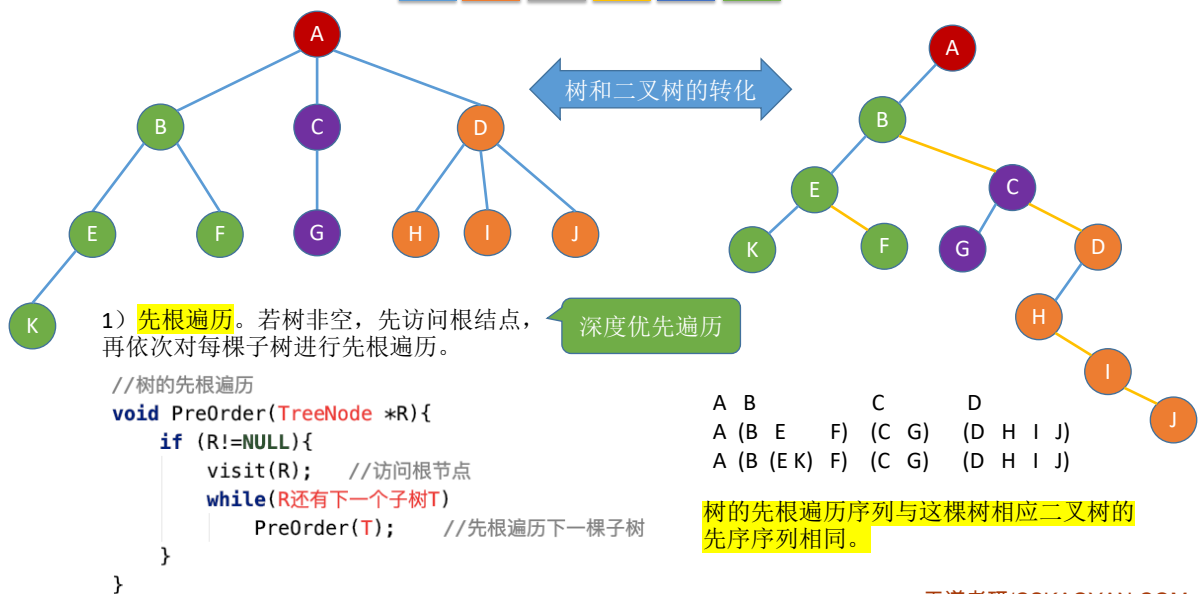 A
B
C
D
E
F
G
H
I
J
K
树和二叉树的转化
A
B
E
C
K
F
G
D
H
I
J
1）先根遍历。若树非空，先访问根结点，
再依次对每棵子树进行先根遍历。
深度优先遍历
//树的先根遍历
void PreOrder(TreeNode *R){
if (R!=NULL){
visit(R); //访问根节点
while(R还有下一个子树T)
PreOrder(T); //先根遍历下一棵子树
}
}
A B C D
A (B E F) (C G) (D H I J)
A (B (E K) F) (C G) (D H I J)
树的先根遍历序列与这棵树相应二叉树的
先序序列相同。